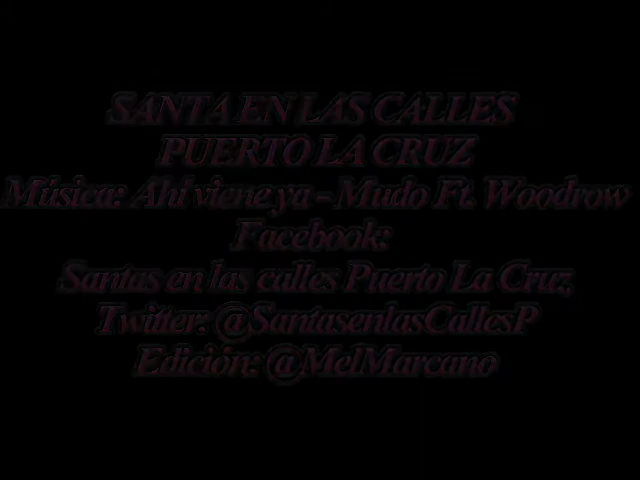 SANTA EN LAS CALLES
PUERTO LA CRUZ
Música: Ahí viene ya - Mudo Ft. Woodrow
Facebook:
Santas en las calles Puerto La Cruz
Twitter: @SantasenlasCallesP
Edición: @MelMarcano